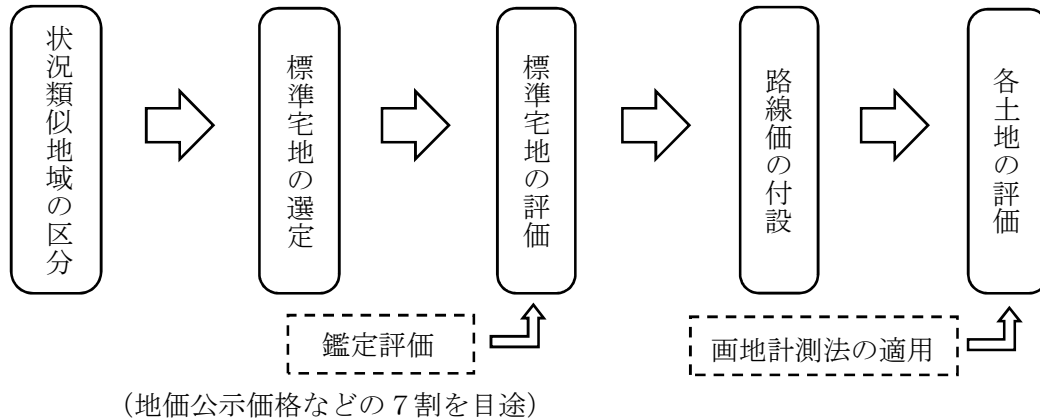 状況類似地域の区分
標準宅地の選定
標準宅地の評価
路線価の付設
各土地の評価
鑑定評価
画地計測法の適用
（地価公示価格などの７割を目途）